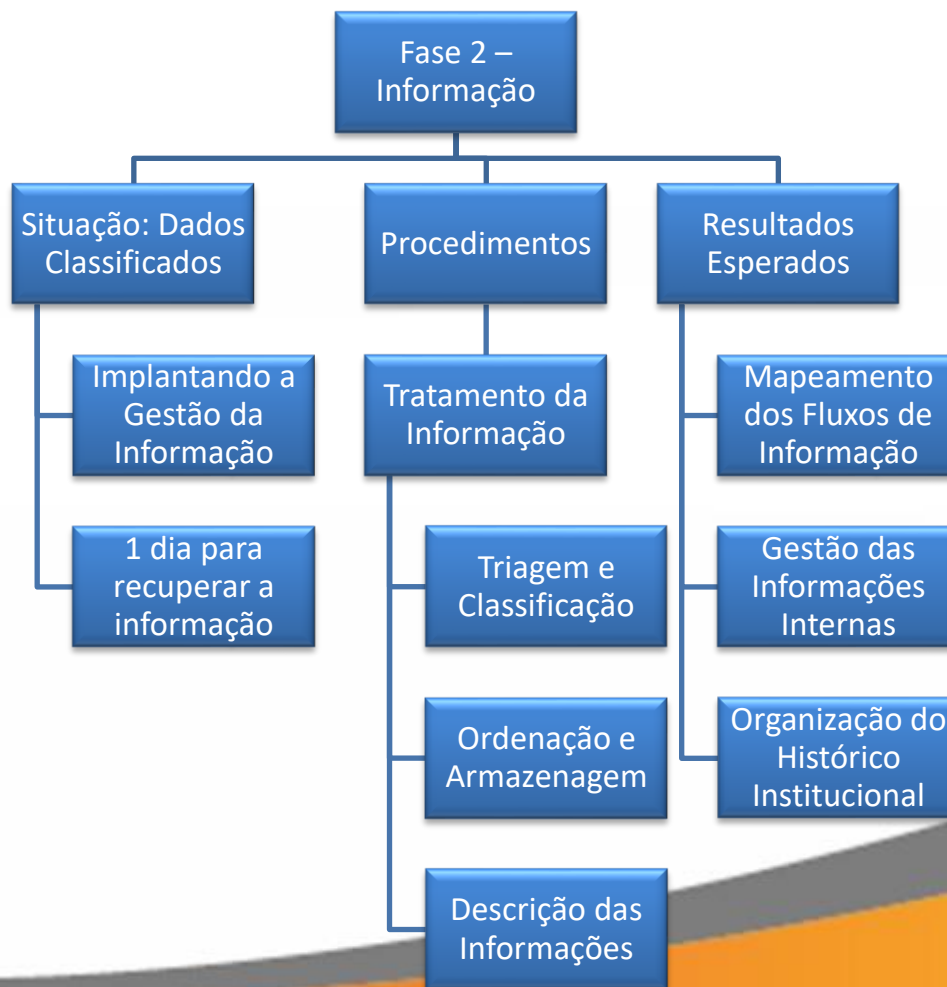 Fase 2 –
Informação
Situação: Dados
Classificados
Implantando a
Gestão da
Informação
1 dia para
recuperar a
informação
Procedimentos
Tratamento da
Informação
Triagem e
Classificação
Ordenação e
Armazenagem
Descrição das
Informações
Resultados
Esperados
Mapeamento
dos Fluxos de
Informação
Gestão das
Informações
Internas
Organização do
Histórico
Institucional